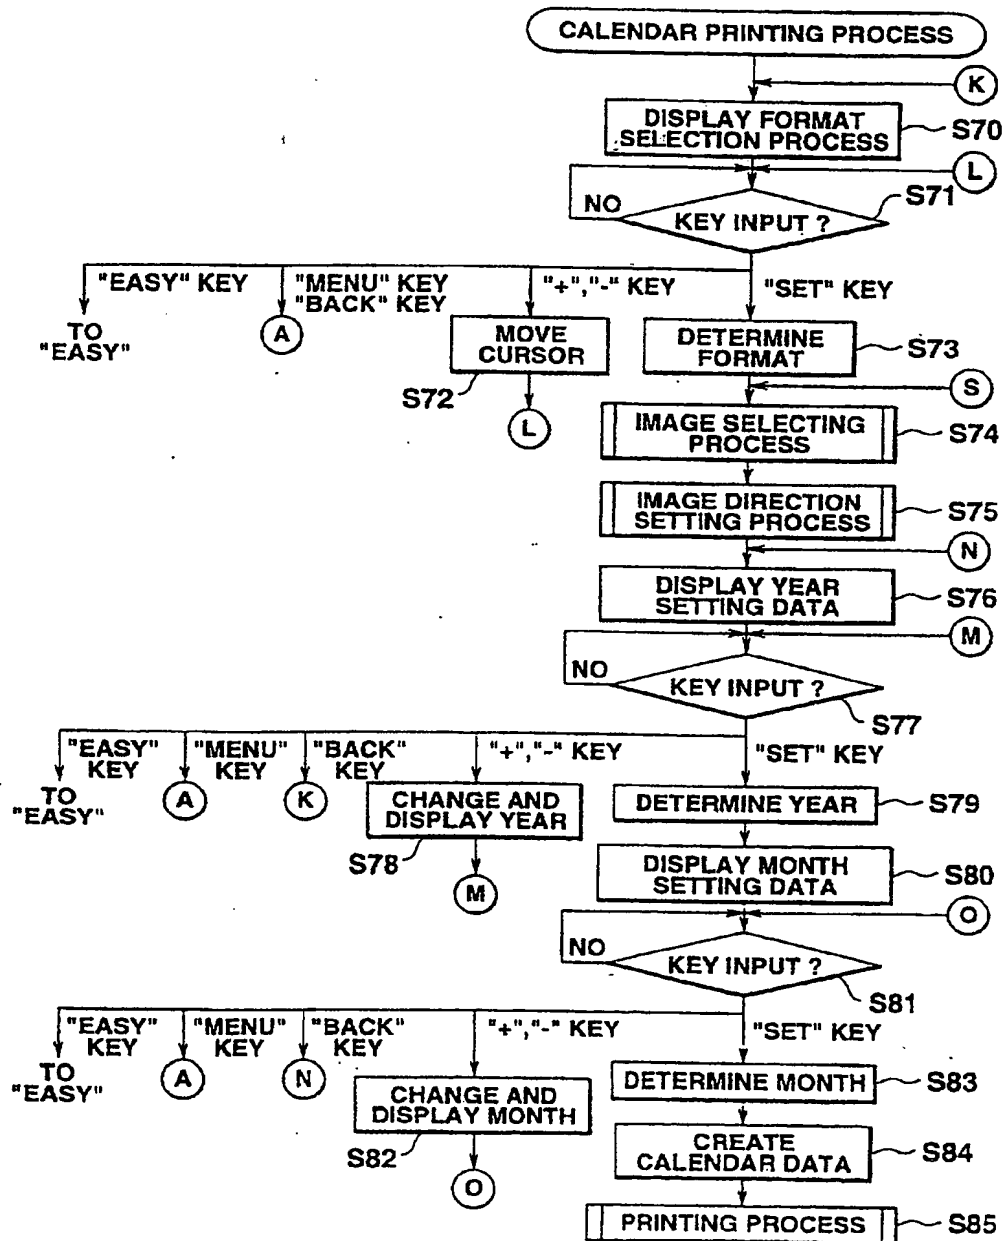 CALENDAR PRINTING PROCESS
K
DISPLAY FORMAT
SELECTION PROCESS
S70
L
S71
NO
KEY INPUT ?
"EASY" KEY
"MENU" KEY
"BACK" KEY
"+","-" KEY
"SET" KEY
TO
"EASY"
A
MOVE
CURSOR
S72
L
DETERMINE
FORMAT
S73
S
IMAGE SELECTING
PROCESS
S74
IMAGE DIRECTION
SETTING PROCESS
S75
N
DISPLAY YEAR
SETTING DATA
S76
M
NO
KEY INPUT ?
S77
"EASY"
KEY
"MENU"
KEY
"BACK"
KEY
"+","-" KEY
"SET" KEY
TO
"EASY"
A
K
CHANGE AND
DISPLAY YEAR
S78
M
DETERMINE YEAR
S79
DISPLAY MONTH
SETTING DATA
S80
O
NO
KEY INPUT ?
S81
"EASY"
KEY
"MENU"
KEY
"BACK"
KEY
"+","-" KEY
"SET" KEY
TO
"EASY"
A
N
CHANGE AND
DISPLAY MONTH
S82
O
DETERMINE MONTH
S83
CREATE
CALENDAR DATA
S84
PRINTING PROCESS
S85